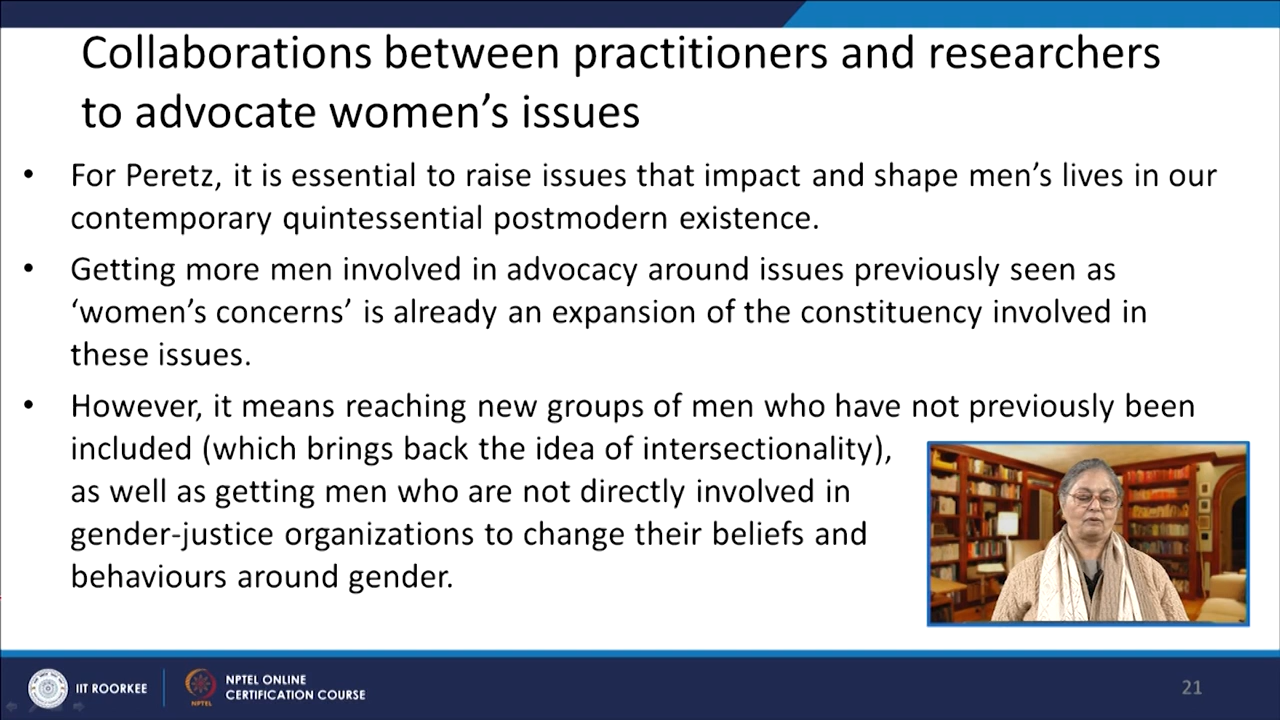 Collaborations between practitioners and researchers
to advocate women's issues
• For Peretz, it is essential to raise issues that impact and shape men's lives in our
contemporary quintessential postmodern existence.
• Getting more men involved in advocacy around issues previously seen as
'women's concerns' is already an expansion of the constituency involved in
these issues.
• However, it means reaching new groups of men who have not previously been
included (which brings back the idea of intersectionality),
as well as getting men who are not directly involved in
gender-justice organizations to change their beliefs and
behaviours around gender.
IIT ROORKEE
NPTEL
NPTEL ONLINE
CERTIFICATION COURSE
21